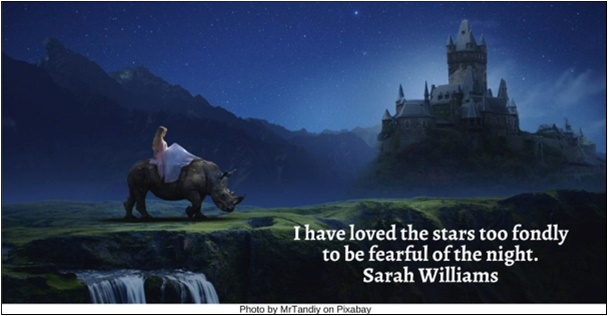 I have loved the stars too fondly
to be fearful of the night.
Sarah Williams
Photo by MrTandiy on Pixabay